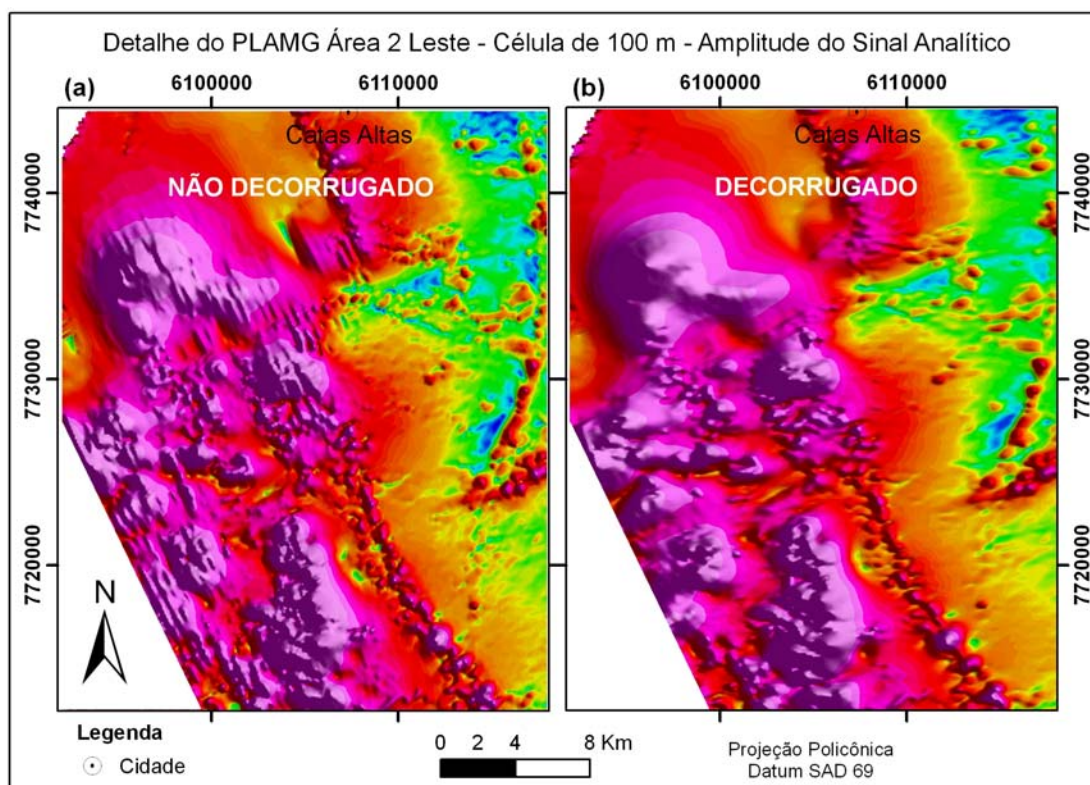 Detalhe do PLAMG Área 2 Leste - Célula de 100 m - Amplitude do Sinal Analítico
(a) 6100000 6110000
(b) 6100000 6110000
Catas Altas
Catas Altas
NÃO DECORRUGADO
DECORRUGADO
7740000
7740000
7730000
7730000
7720000
7720000
N
Legenda
Cidade
0 2 4 8 Km
Projeção Policônica
Datum SAD 69